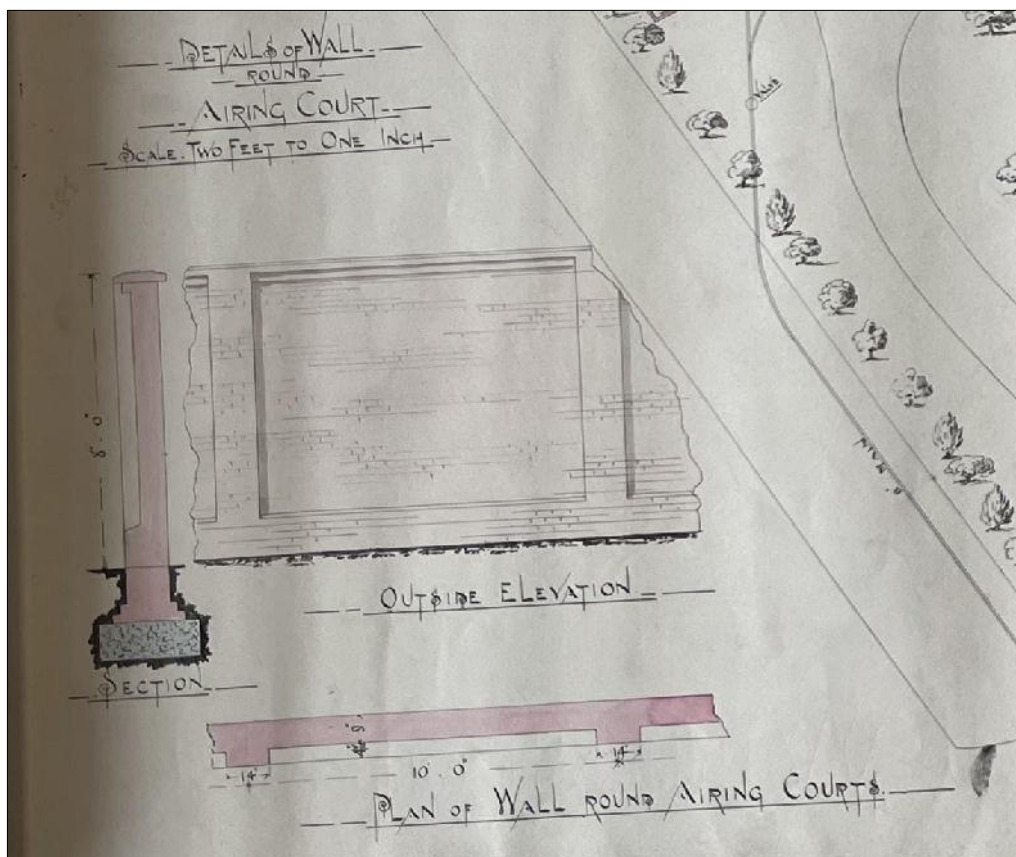 DETAILS OF WALL
ROUND
AIRING COURT
SCALE. TWO FEET TO ONE INCH
8'. 0"
OUTSIDE ELEVATION
SECTION
9"
14"
10'. 0"
14"
PLAN OF WALL ROUND AIRING COURTS.